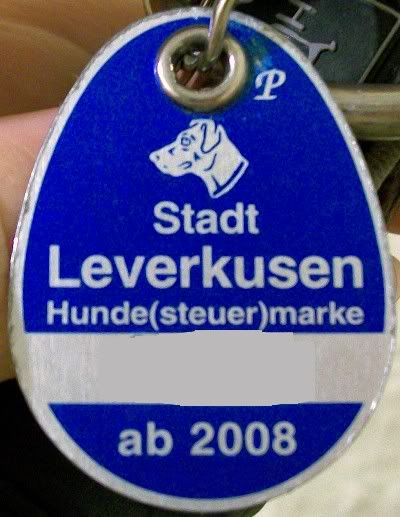 P
Stadt
Leverkusen
Hunde(steuer)marke
ab 2008